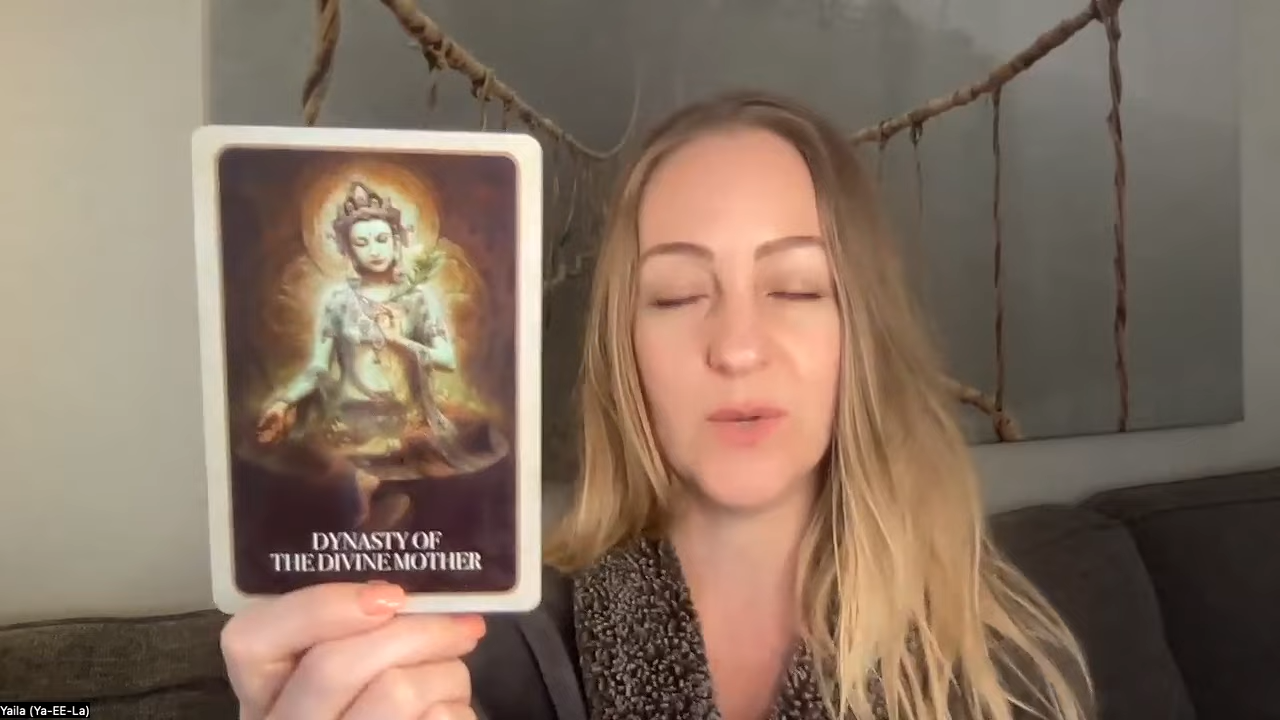 DYNASTY OF
THE DIVINE MOTHER
Yaila (Ya-EE-La)